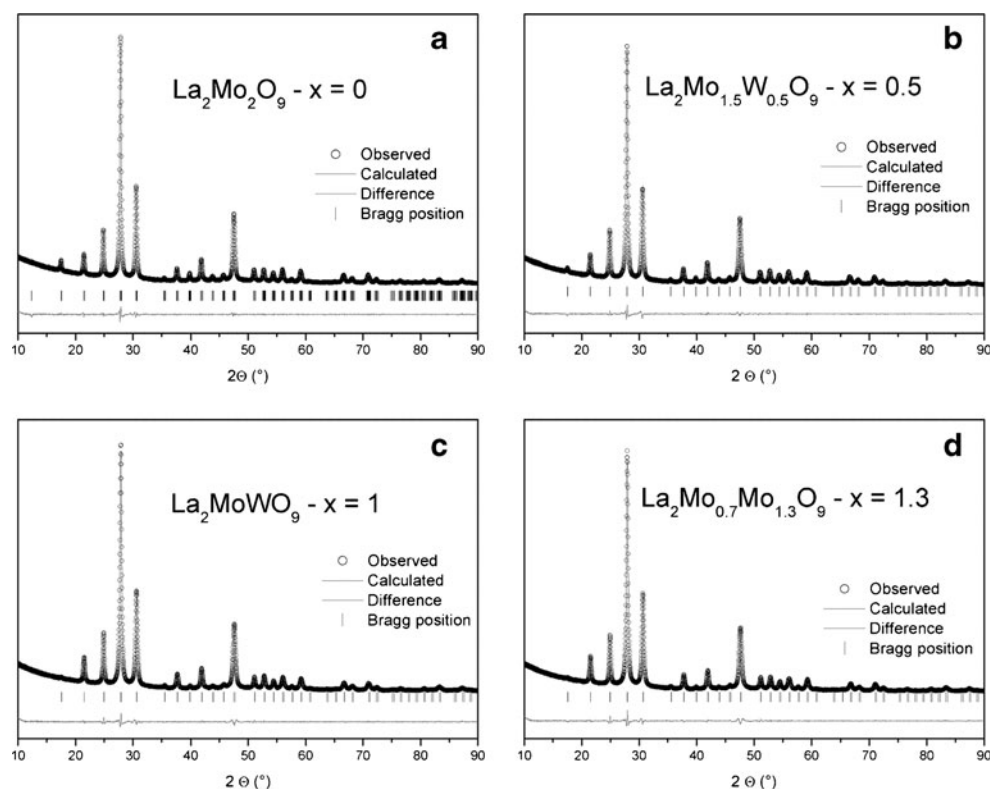 a
La₂Mo₂O₉ - x = 0
Observed
Calculated
Difference
Bragg position
10 20 30 40 50 60 70 80 90
2Θ (°)
b
La₂Mo₁.₅W₀.₅O₉ - x = 0.5
Observed
Calculated
Difference
Bragg position
10 20 30 40 50 60 70 80 90
2 Θ (°)
c
La₂MoWO₉ - x = 1
Observed
Calculated
Difference
Bragg position
10 20 30 40 50 60 70 80 90
2 Θ (°)
d
La₂Mo₀.₇Mo₁.₃O₉ - x = 1.3
Observed
Calculated
Difference
Bragg position
10 20 30 40 50 60 70 80 90
2 Θ (°)